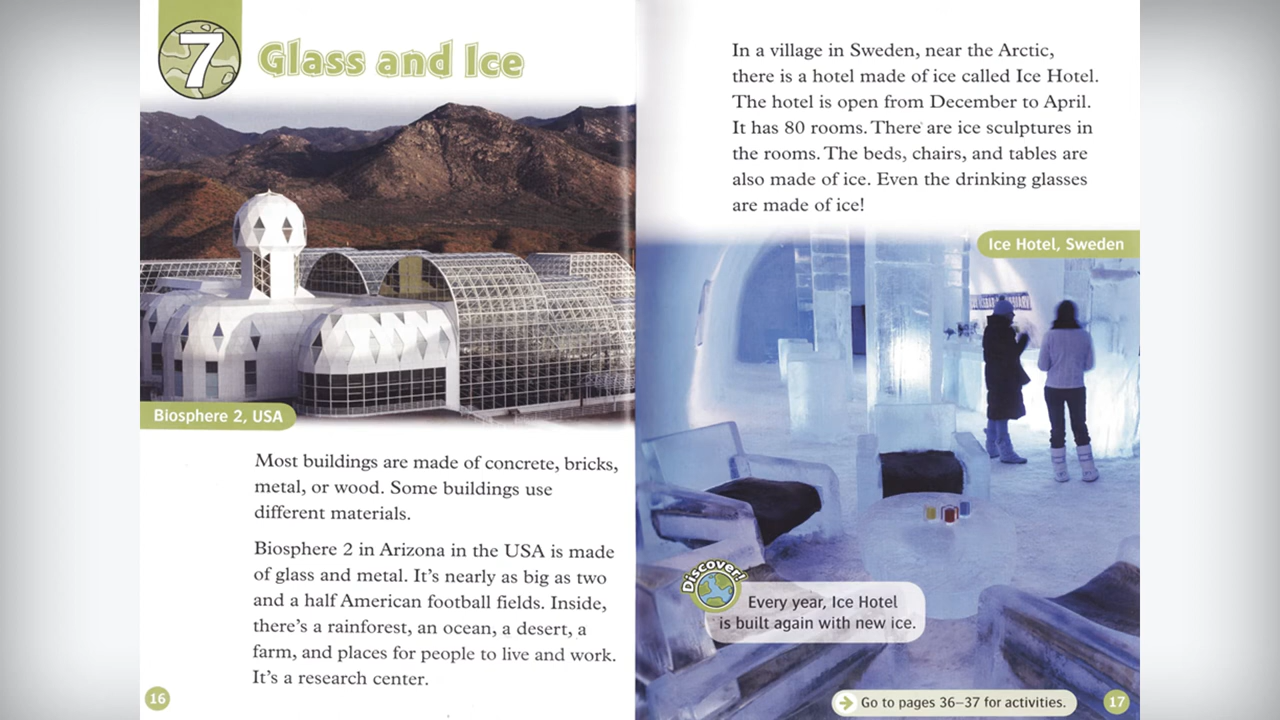 7
Glass and Ice
Biosphere 2, USA
Most buildings are made of concrete, bricks,
metal, or wood. Some buildings use
different materials.
Biosphere 2 in Arizona in the USA is made
of glass and metal. It's nearly as big as two
and a half American football fields. Inside,
there's a rainforest, an ocean, a desert, a
farm, and places for people to live and work.
It's a research center.
16
In a village in Sweden, near the Arctic,
there is a hotel made of ice called Ice Hotel.
The hotel is open from December to April.
It has 80 rooms. There are ice sculptures in
the rooms. The beds, chairs, and tables are
also made of ice. Even the drinking glasses
are made of ice!
Ice Hotel, Sweden
Discover!
Every year, Ice Hotel
is built again with new ice.
Go to pages 36–37 for activities.
17